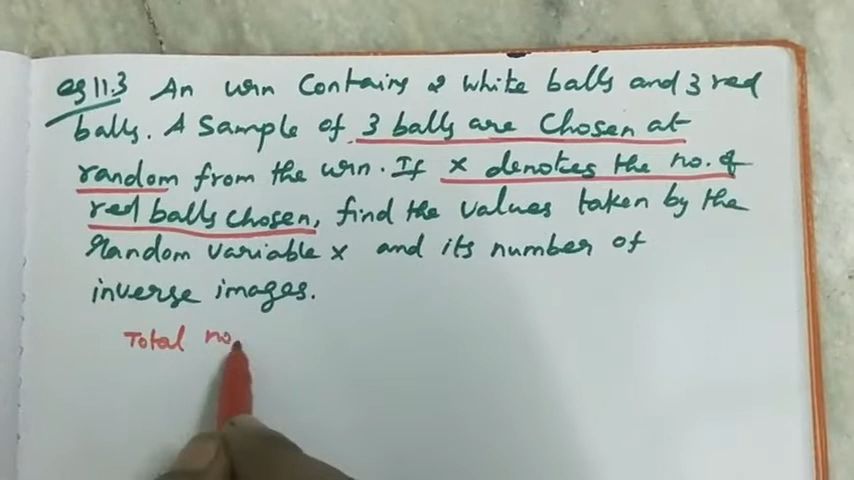 eg 11.3 An urn Contains 2 white balls and 3 red
balls. A Sample of 3 balls are Chosen at
random from the urn. If X denotes the no. of
red balls chosen, find the values taken by the
Random variable X and its number of
inverse images.
Total no.